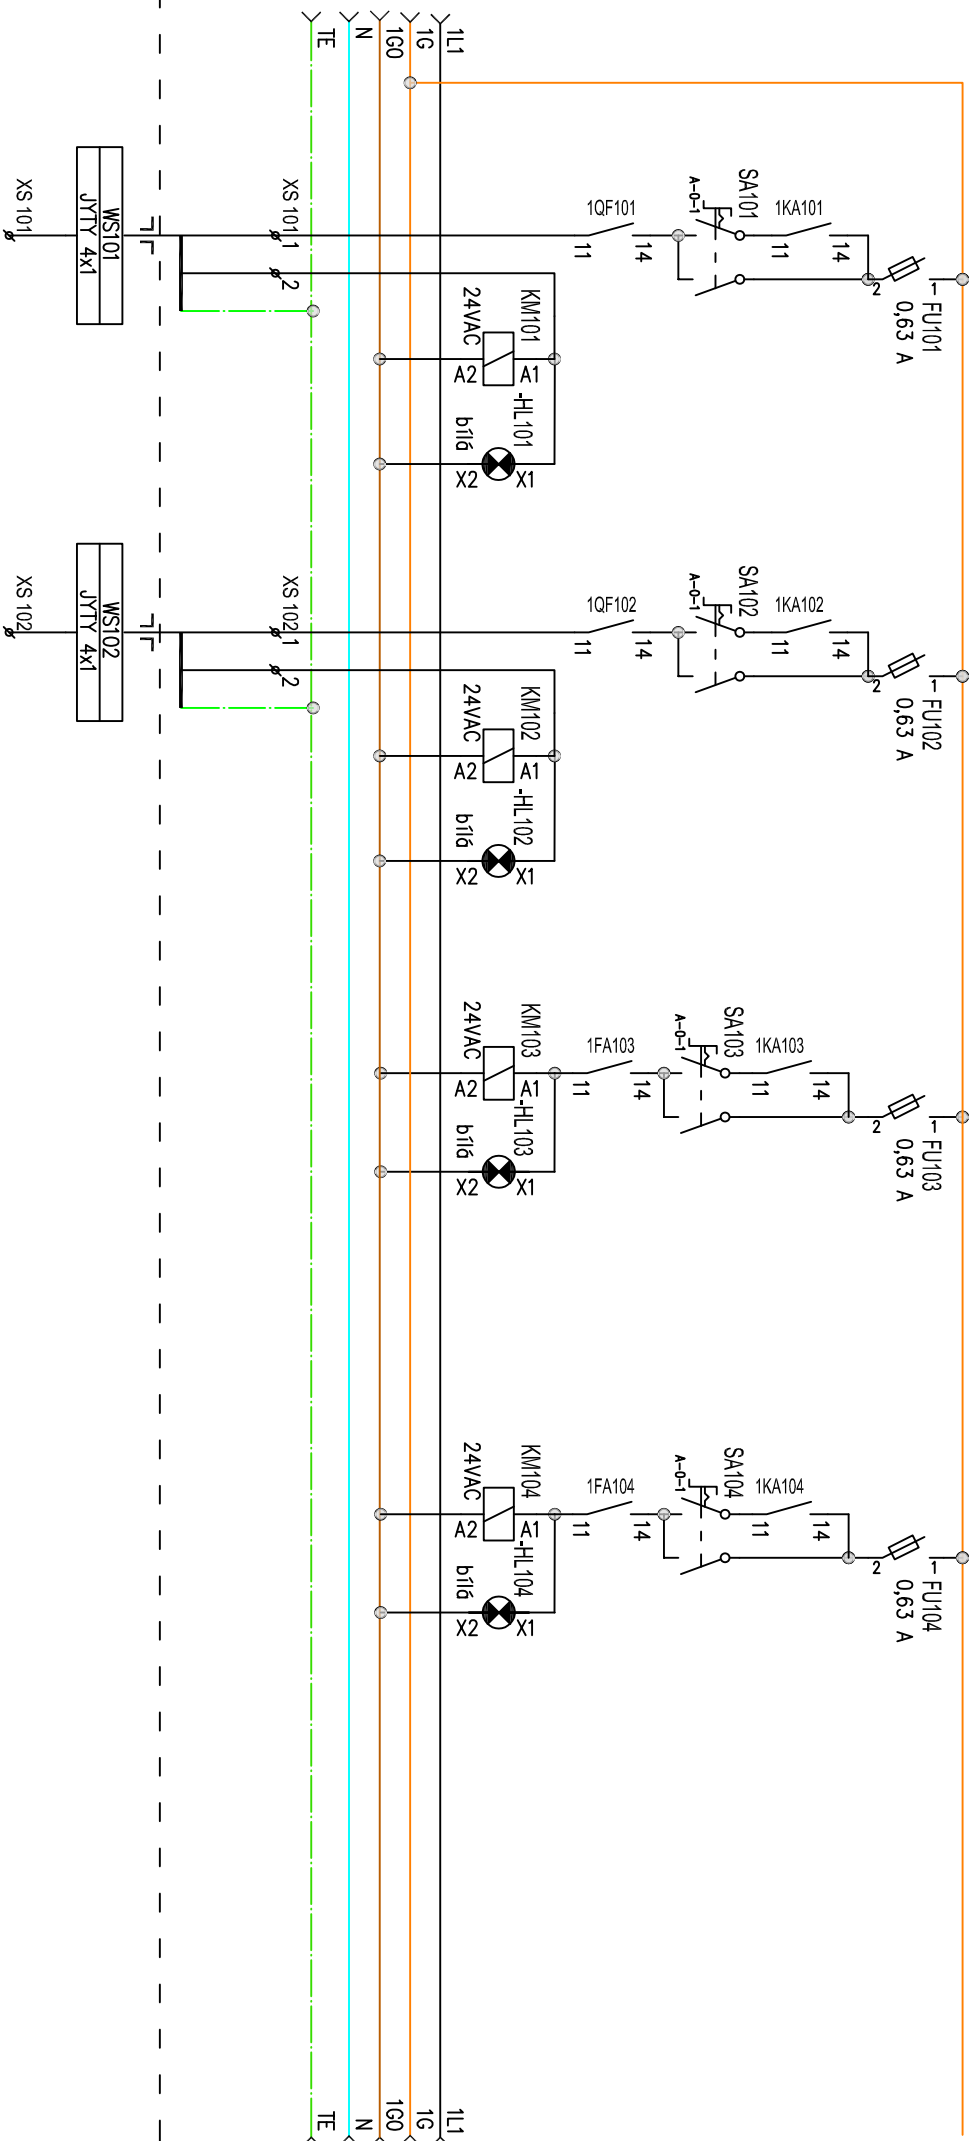 FU101
0,63 A
1
2
1KA101
14
11
SA101
A-0-1
1QF101
14
11
KM101
24VAC
A1
A2
-HL101
bílá
X1
X2
XS 101
1
2
WS101
JYTY 4x1
XS 101
FU102
0,63 A
1
2
1KA102
14
11
SA102
A-0-1
1QF102
14
11
KM102
24VAC
A1
A2
-HL102
bílá
X1
X2
XS 102
1
2
WS102
JYTY 4x1
XS 102
FU103
0,63 A
1
2
1KA103
14
11
SA103
A-0-1
1FA103
14
11
KM103
24VAC
A1
A2
-HL103
bílá
X1
X2
FU104
0,63 A
1
2
1KA104
14
11
SA104
A-0-1
1FA104
14
11
KM104
24VAC
A1
A2
-HL104
bílá
X1
X2
1L1
1G
1G0
N
TE
1L1
1G
1G0
N
TE